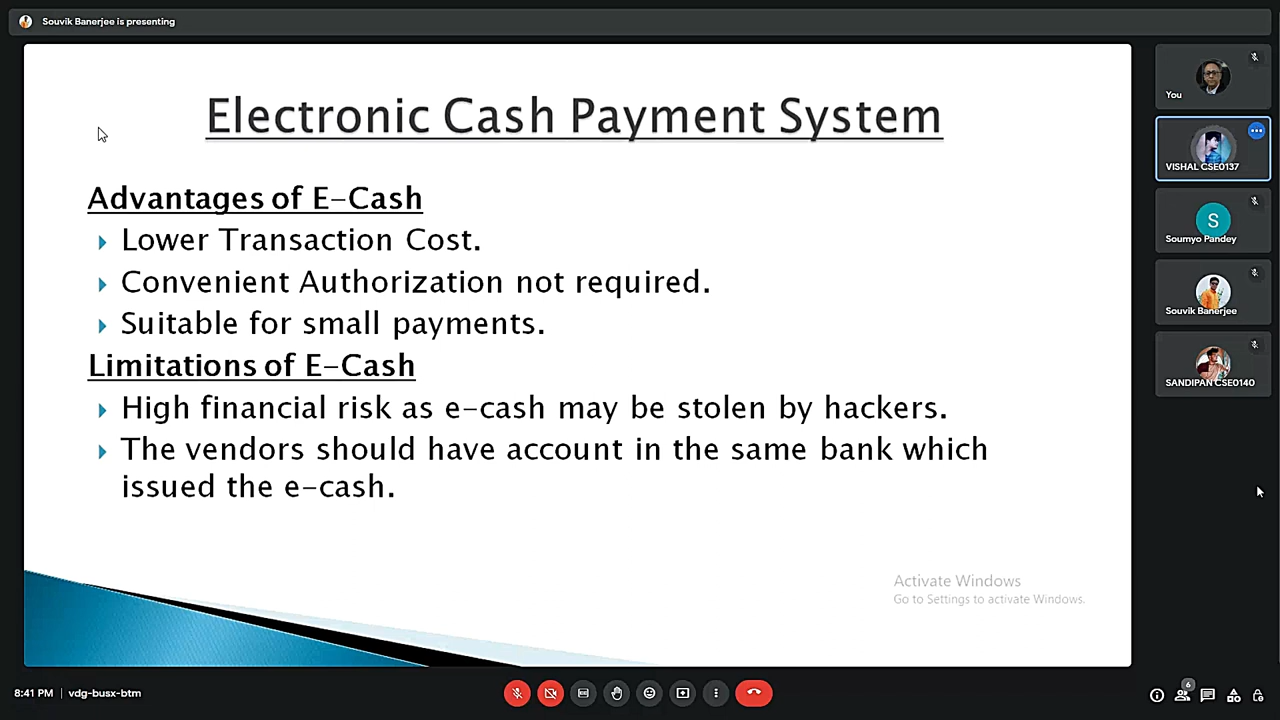 Souvik Banerjee is presenting
Electronic Cash Payment System
Advantages of E-Cash
Lower Transaction Cost.
Convenient Authorization not required.
Suitable for small payments.
Limitations of E-Cash
High financial risk as e-cash may be stolen by hackers.
The vendors should have account in the same bank which
issued the e-cash.
Activate Windows
Go to Settings to activate Windows.
You
VISHAL CSE0137
S
Soumyo Pandey
Souvik Banerjee
SANDIPAN CSE0140
8:41 PM | vdg-busx-btm
6